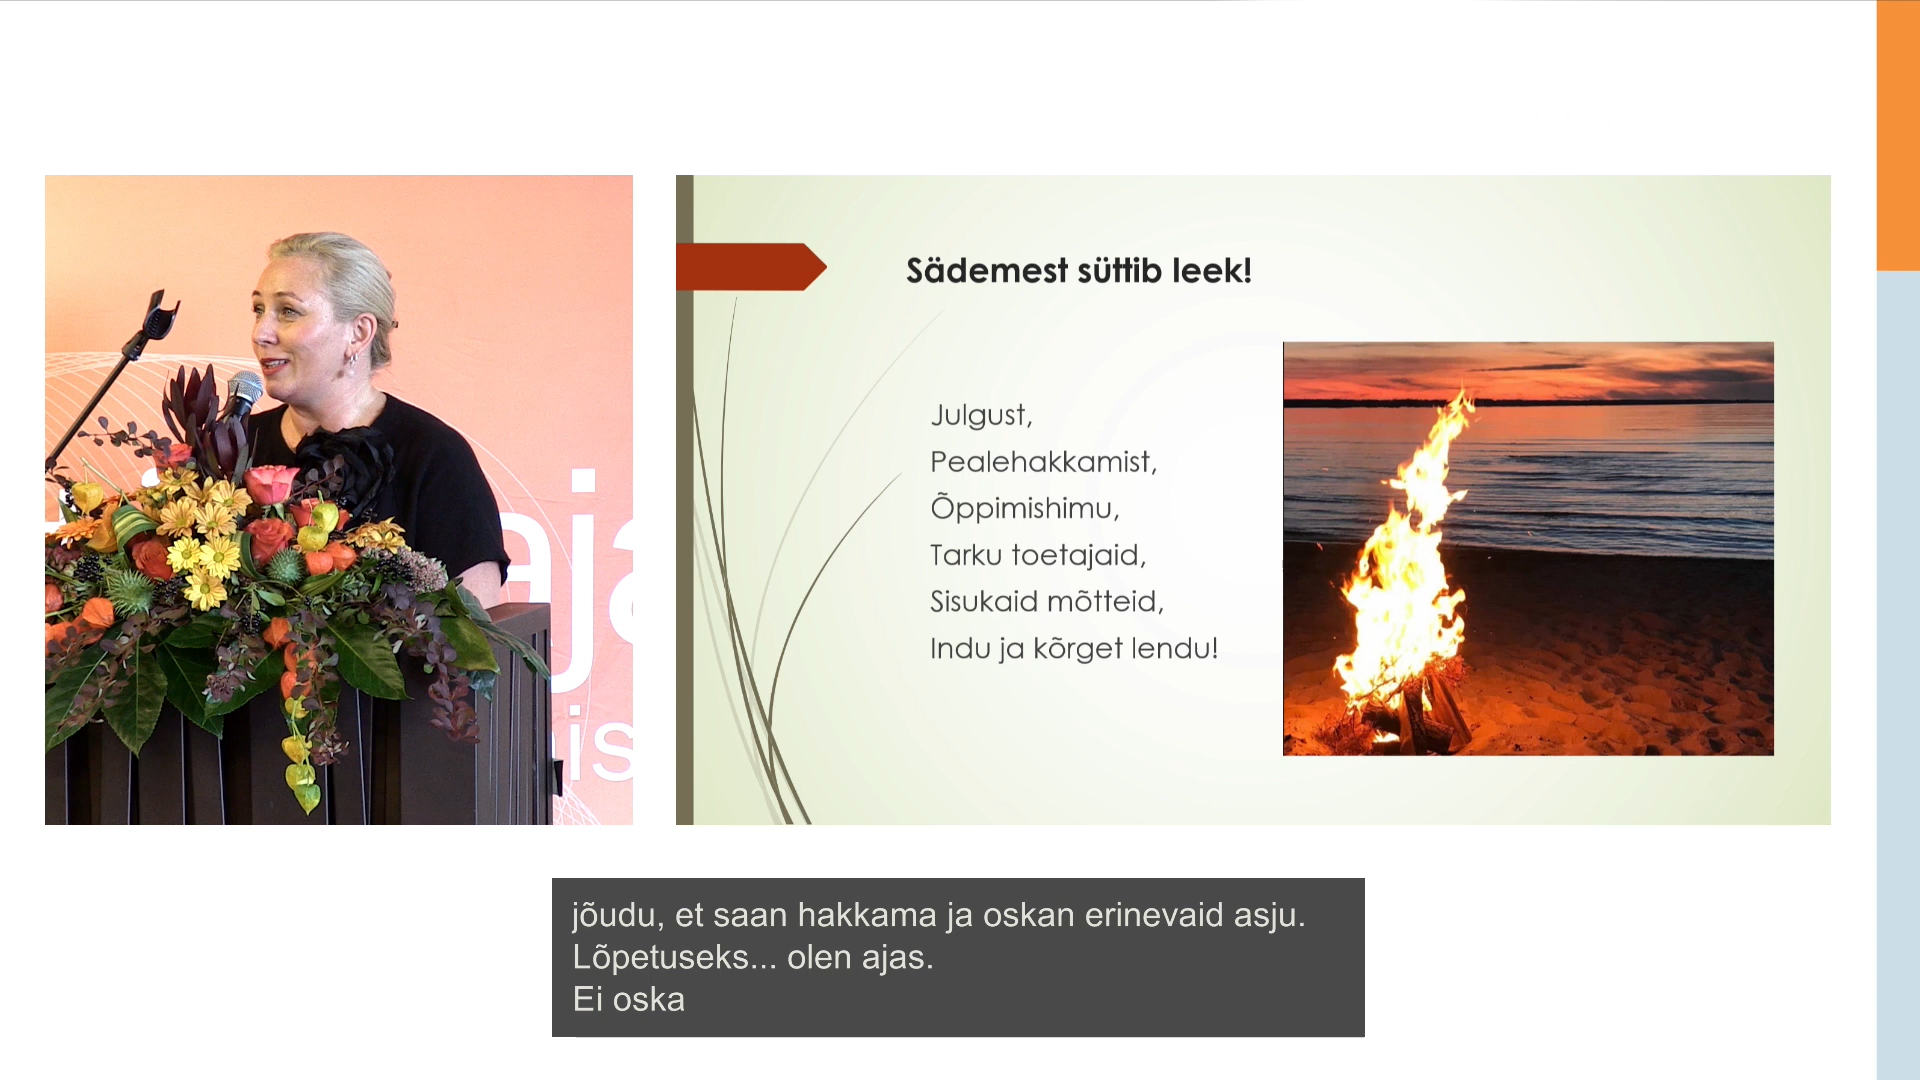 Sädemest süttib leek!
Julgust,
Pealehakkamist,
Õppimishimu,
Tarku toetajaid,
Sisukaid mõtteid,
Indu ja kõrget lendu!
jõudu, et saan hakkama ja oskan erinevaid asju.
Lõpetuseks... olen ajas.
Ei oska